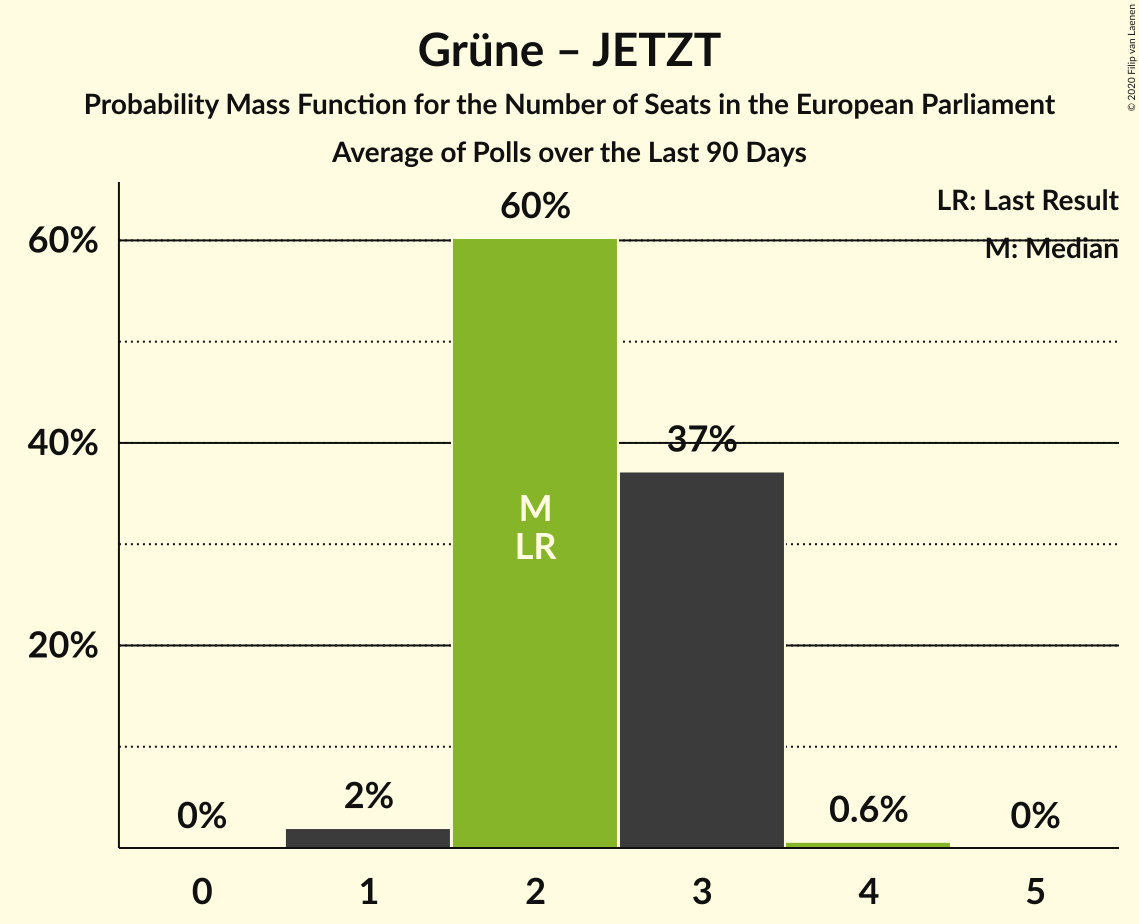 Grüne – JETZT
Probability Mass Function for the Number of Seats in the European Parliament
Average of Polls over the Last 90 Days
© 2020 Filip van Laenen
LR: Last Result
M: Median
60%
40%
20%
0%
2%
60%
37%
0.6%
0%
M
LR
0
1
2
3
4
5